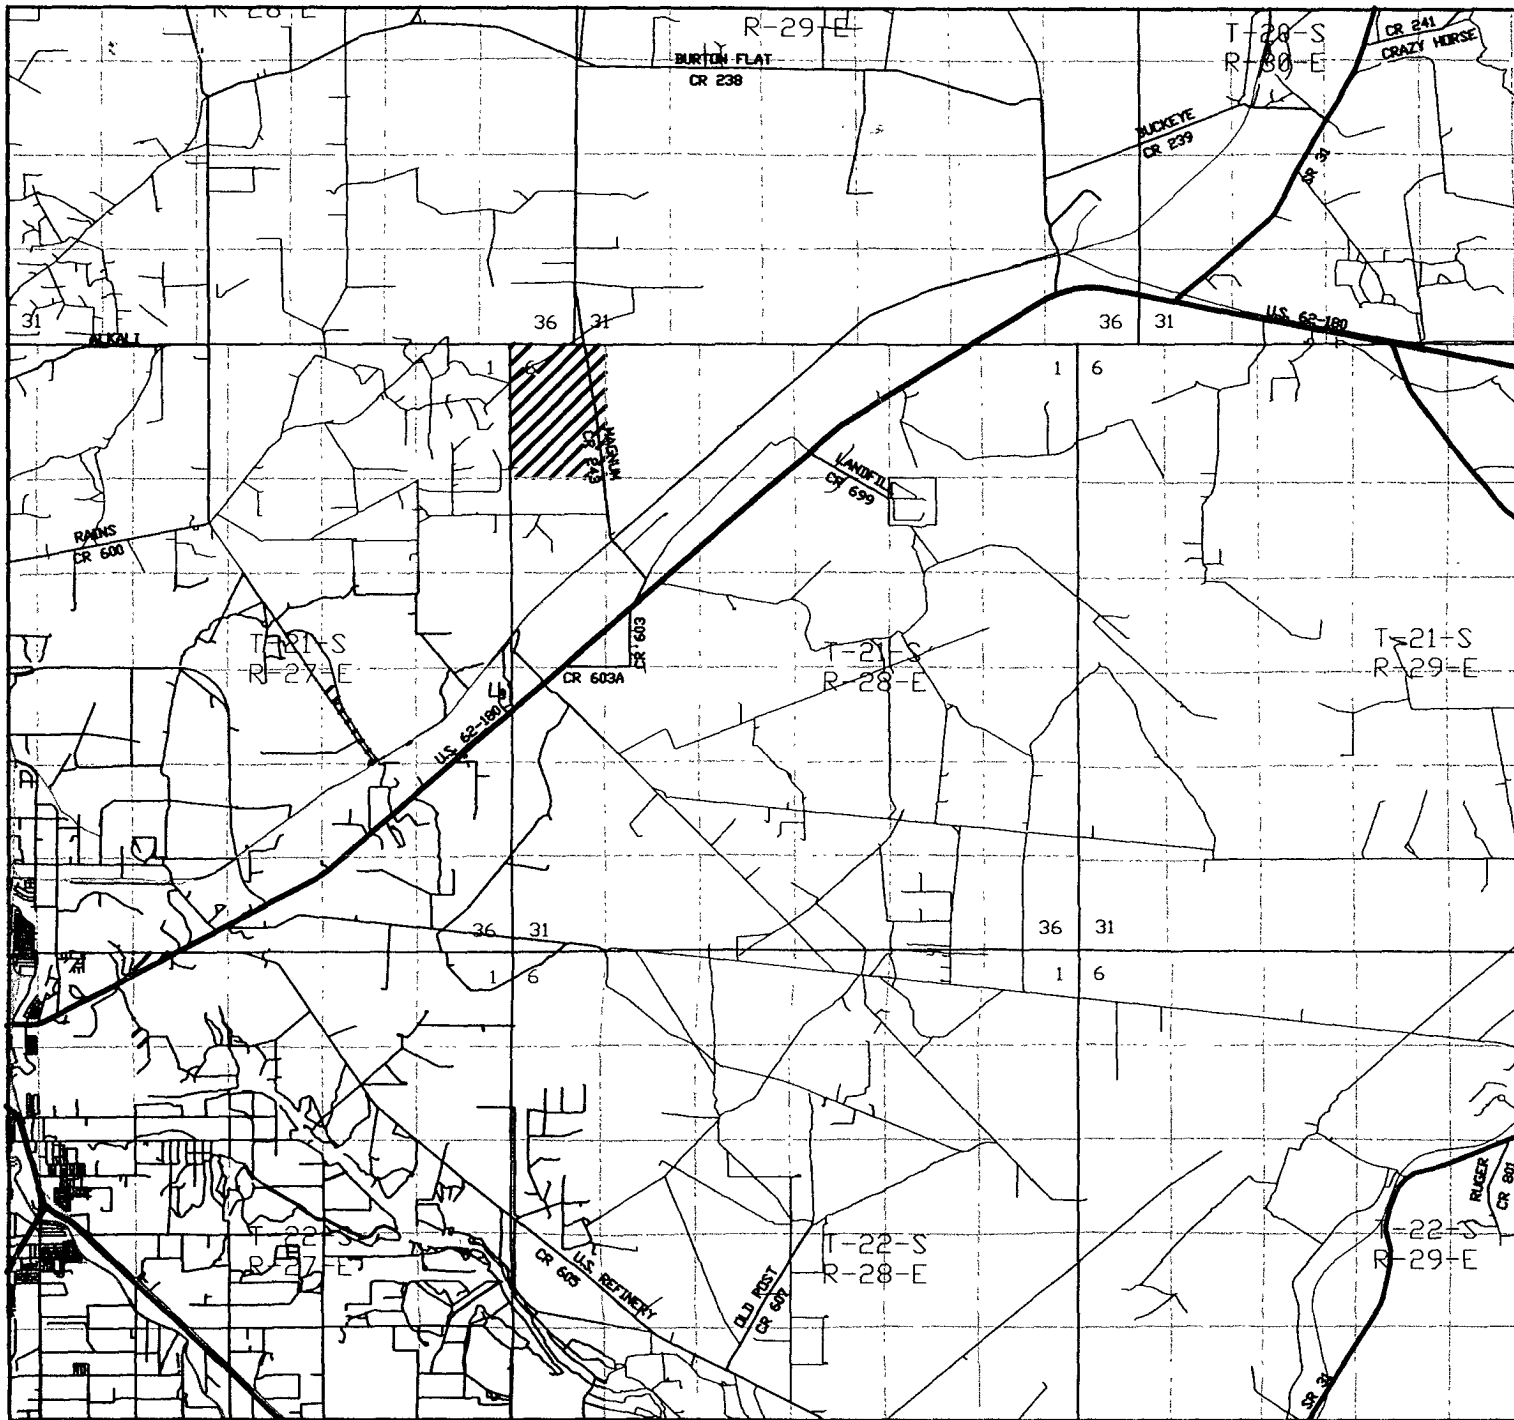 R-28-E
R-29-E
T-20-S
R-30-E
CR 241
CRAZY HORSE
BURTON FLAT
CR 238
BUCKEYE
CR 239
SR 31
31
ALKALI
36
31
36
31
U.S. 62-180
1
6
1
6
MAGNUM
CR 243
LANDFILL
CR 699
RAINS
CR 600
CR 603
CR 603A
T-21-S
R-27-E
T-21-S
R-28-E
T-21-S
R-29-E
U.S. 62-180
36
31
36
31
1
6
1
6
RUGER
CR 801
T-22-S
R-27-E
U.S. REFINERY
CR 605
OLD POST
CR 607
T-22-S
R-28-E
-22-S
R-29-E
SR 31